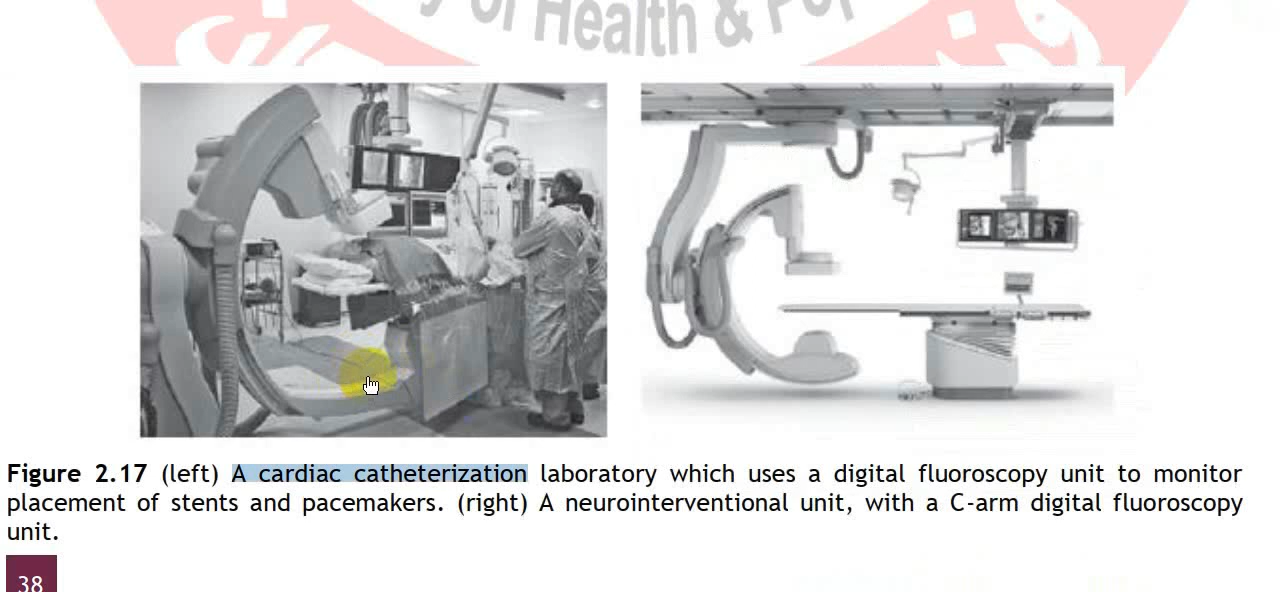 y of Health & Pop
Figure 2.17 (left) A cardiac catheterization laboratory which uses a digital fluoroscopy unit to monitor
placement of stents and pacemakers. (right) A neurointerventional unit, with a C-arm digital fluoroscopy
unit.
38